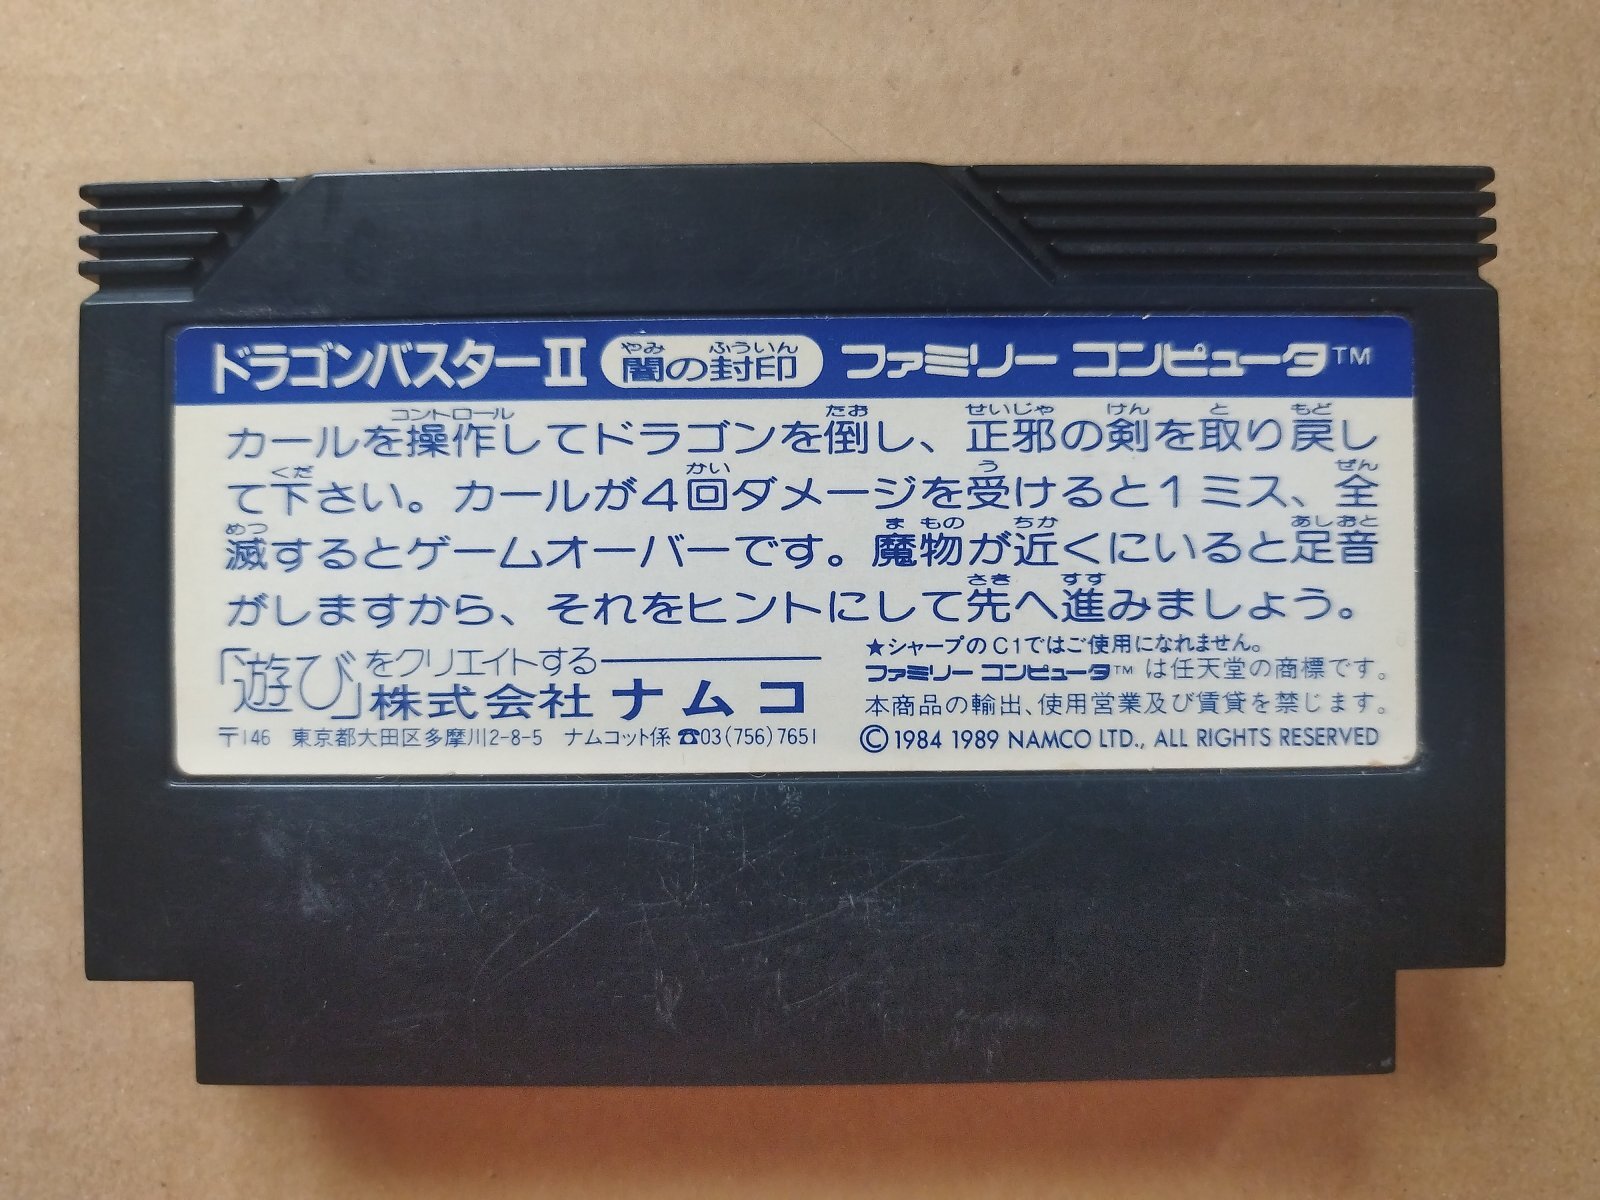 ドラゴンバスターII 闇の封印 ファミリー コンピュータTM
やみ ふういん
コントロール たお せいじゃ けん と もど
カールを操作してドラゴンを倒し、正邪の剣を取り戻し
くだ かい う ぜん
て下さい。カールが4回ダメージを受けると1ミス、全
めつ ま もの ちか あしおと
滅するとゲームオーバーです。魔物が近くにいると足音
さき すす
がしますから、それをヒントにして先へ進みましょう。
「遊び」をクリエイトする
株式会社 ナムコ
〒146 東京都大田区多摩川2-8-5 ナムコット係 ☎03(756)7651
★シャープのC1ではご使用になれません。
ファミリー コンピュータTM は任天堂の商標です。
本商品の輸出、使用営業及び賃貸を禁じます。
©1984 1989 NAMCO LTD., ALL RIGHTS RESERVED